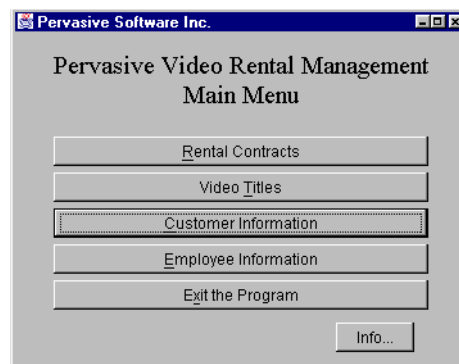 Pervasive Software Inc.
Pervasive Video Rental Management
Main Menu
Rental Contracts
Video Titles
Customer Information
Employee Information
Exit the Program
Info...